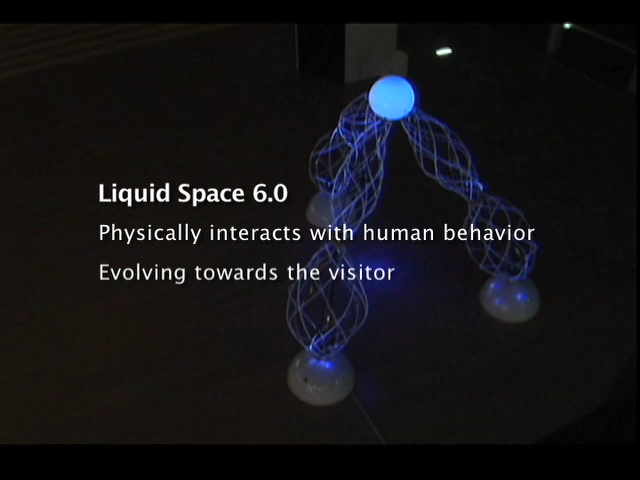 Liquid Space 6.0
Physically interacts with human behavior
Evolving towards the visitor